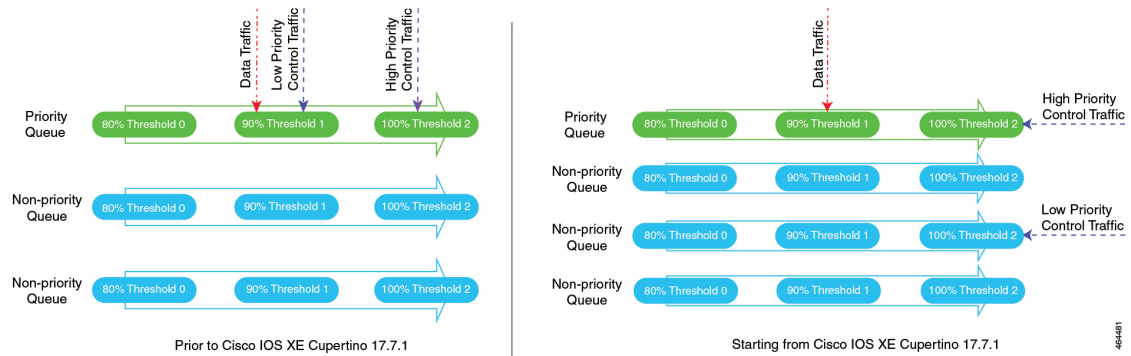 Data Traffic
Low Priority
Control Traffic
High Priority
Control Traffic
Priority
Queue
80% Threshold 0
90% Threshold 1
100% Threshold 2
Non-priority
Queue
80% Threshold 0
90% Threshold 1
100% Threshold 2
Non-priority
Queue
80% Threshold 0
90% Threshold 1
100% Threshold 2
Prior to Cisco IOS XE Cupertino 17.7.1
Data Traffic
Priority
Queue
80% Threshold 0
90% Threshold 1
100% Threshold 2
High Priority
Control Traffic
Non-priority
Queue
80% Threshold 0
90% Threshold 1
100% Threshold 2
Non-priority
Queue
80% Threshold 0
90% Threshold 1
100% Threshold 2
Low Priority
Control Traffic
Non-priority
Queue
80% Threshold 0
90% Threshold 1
100% Threshold 2
Starting from Cisco IOS XE Cupertino 17.7.1
464481